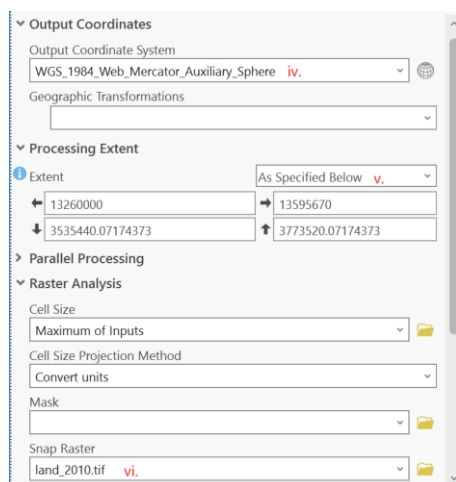 Output Coordinates
Output Coordinate System
WGS_1984_Web_Mercator_Auxiliary_Sphere iv.
Geographic Transformations
Processing Extent
Extent As Specified Below v.
13260000 13595670
3535440.07174373 3773520.07174373
Parallel Processing
Raster Analysis
Cell Size
Maximum of Inputs
Cell Size Projection Method
Convert units
Mask
Snap Raster
land_2010.tif vi.